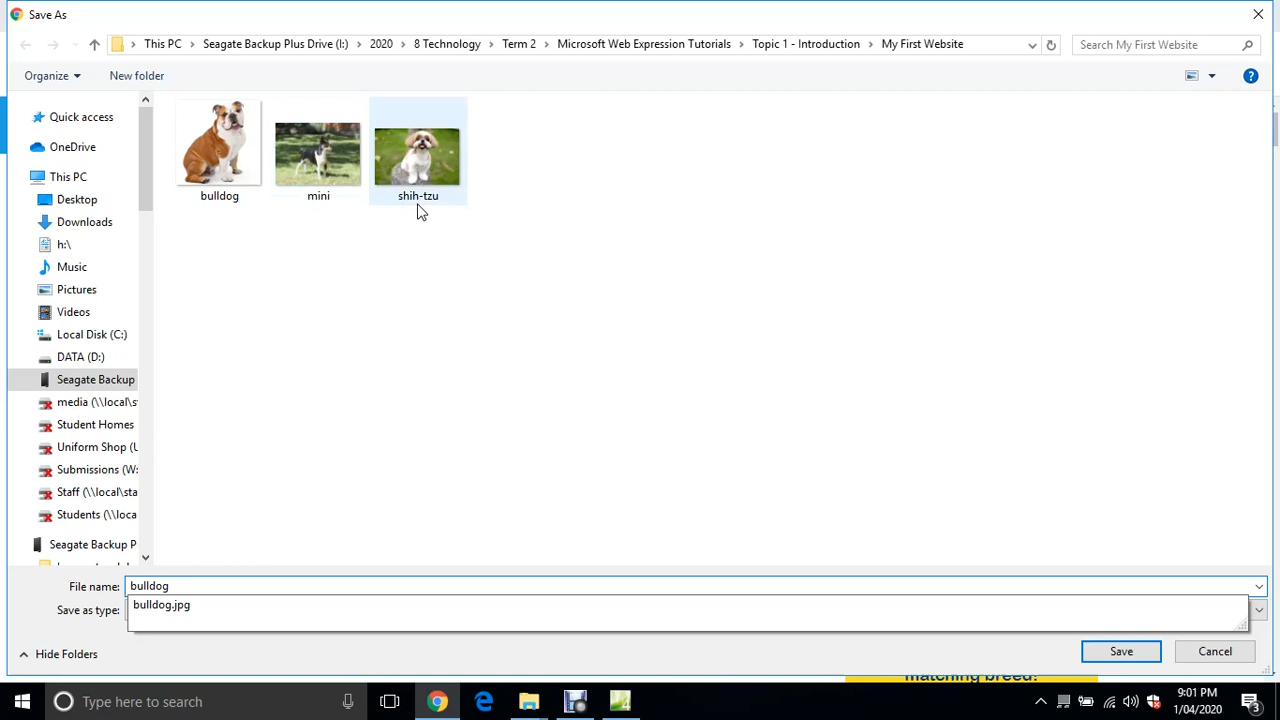 Save As
This PC > Seagate Backup Plus Drive (I:) > 2020 > 8 Technology > Term 2 > Microsoft Web Expression Tutorials > Topic 1 - Introduction > My First Website
Search My First Website
Organize
New folder
Quick access
OneDrive
This PC
Desktop
Downloads
h:\
Music
Pictures
Videos
Local Disk (C:)
DATA (D:)
Seagate Backup
media (\\local\s
Student Homes
Uniform Shop (U
Submissions (W:
Staff (\\local\sta
Students (\\loca
Seagate Backup P
bulldog
mini
shih-tzu
File name: bulldog
bulldog.jpg
Save as type:
Hide Folders
Save
Cancel
matching breed!
Type here to search
9:01 PM
1/04/2020
3